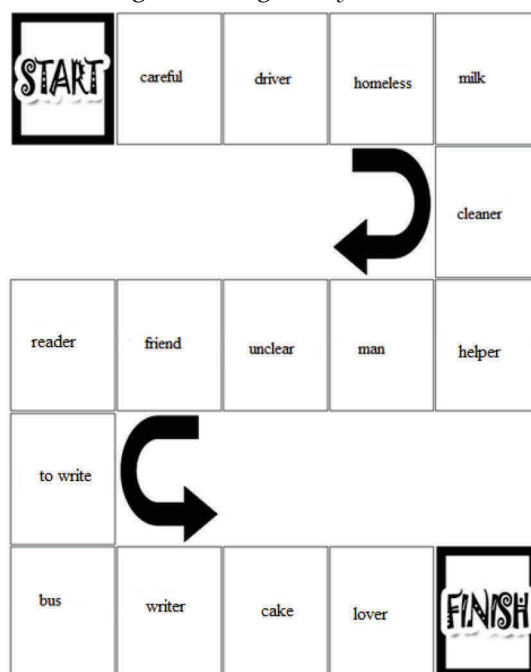 START
careful
driver
homeless
milk
cleaner
reader
friend
unclear
man
helper
to write
bus
writer
cake
lover
FINISH